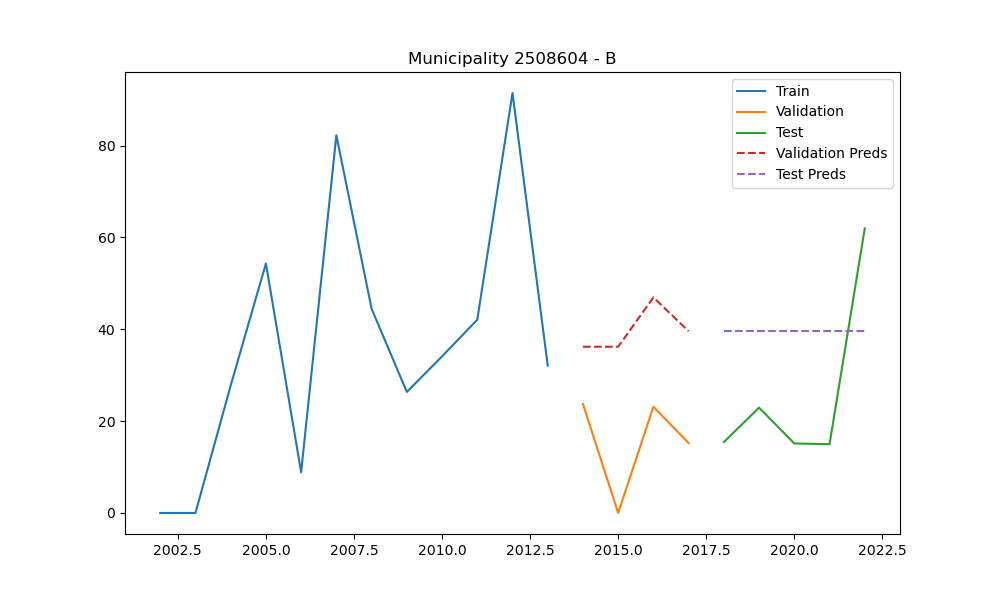 Municipality 2508604 - B
Train
Validation
Test
Validation Preds
Test Preds
80
60
40
20
0
2002.5 2005.0 2007.5 2010.0 2012.5 2015.0 2017.5 2020.0 2022.5